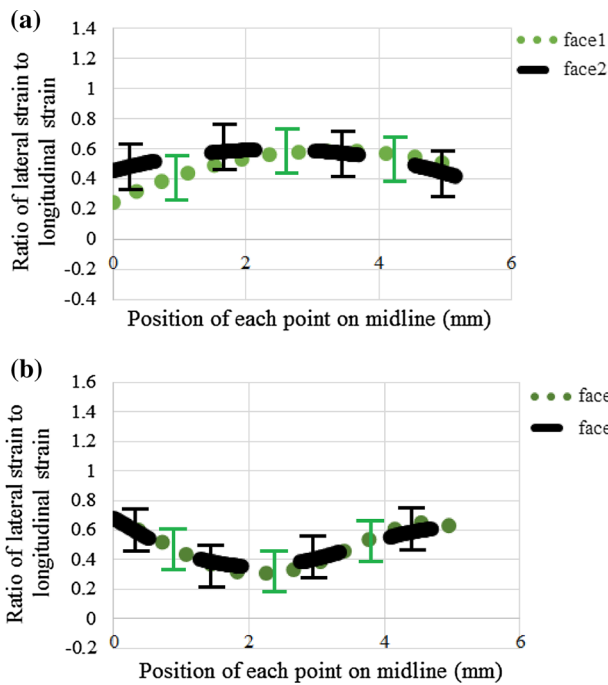 (a)
1.4
face1
1.2
face2
1
0.8
0.6
0.4
0.2
0
0 2 4 6
-0.2
-0.4
Ratio of lateral strain to
longitudinal strain
Position of each point on midline (mm)
(b)
1.6
face
1.4
face
1.2
1
0.8
0.6
0.4
0.2
0
0 2 4 6
-0.2
Ratio of lateral strain to
longitudinal strain
Position of each point on midline (mm)